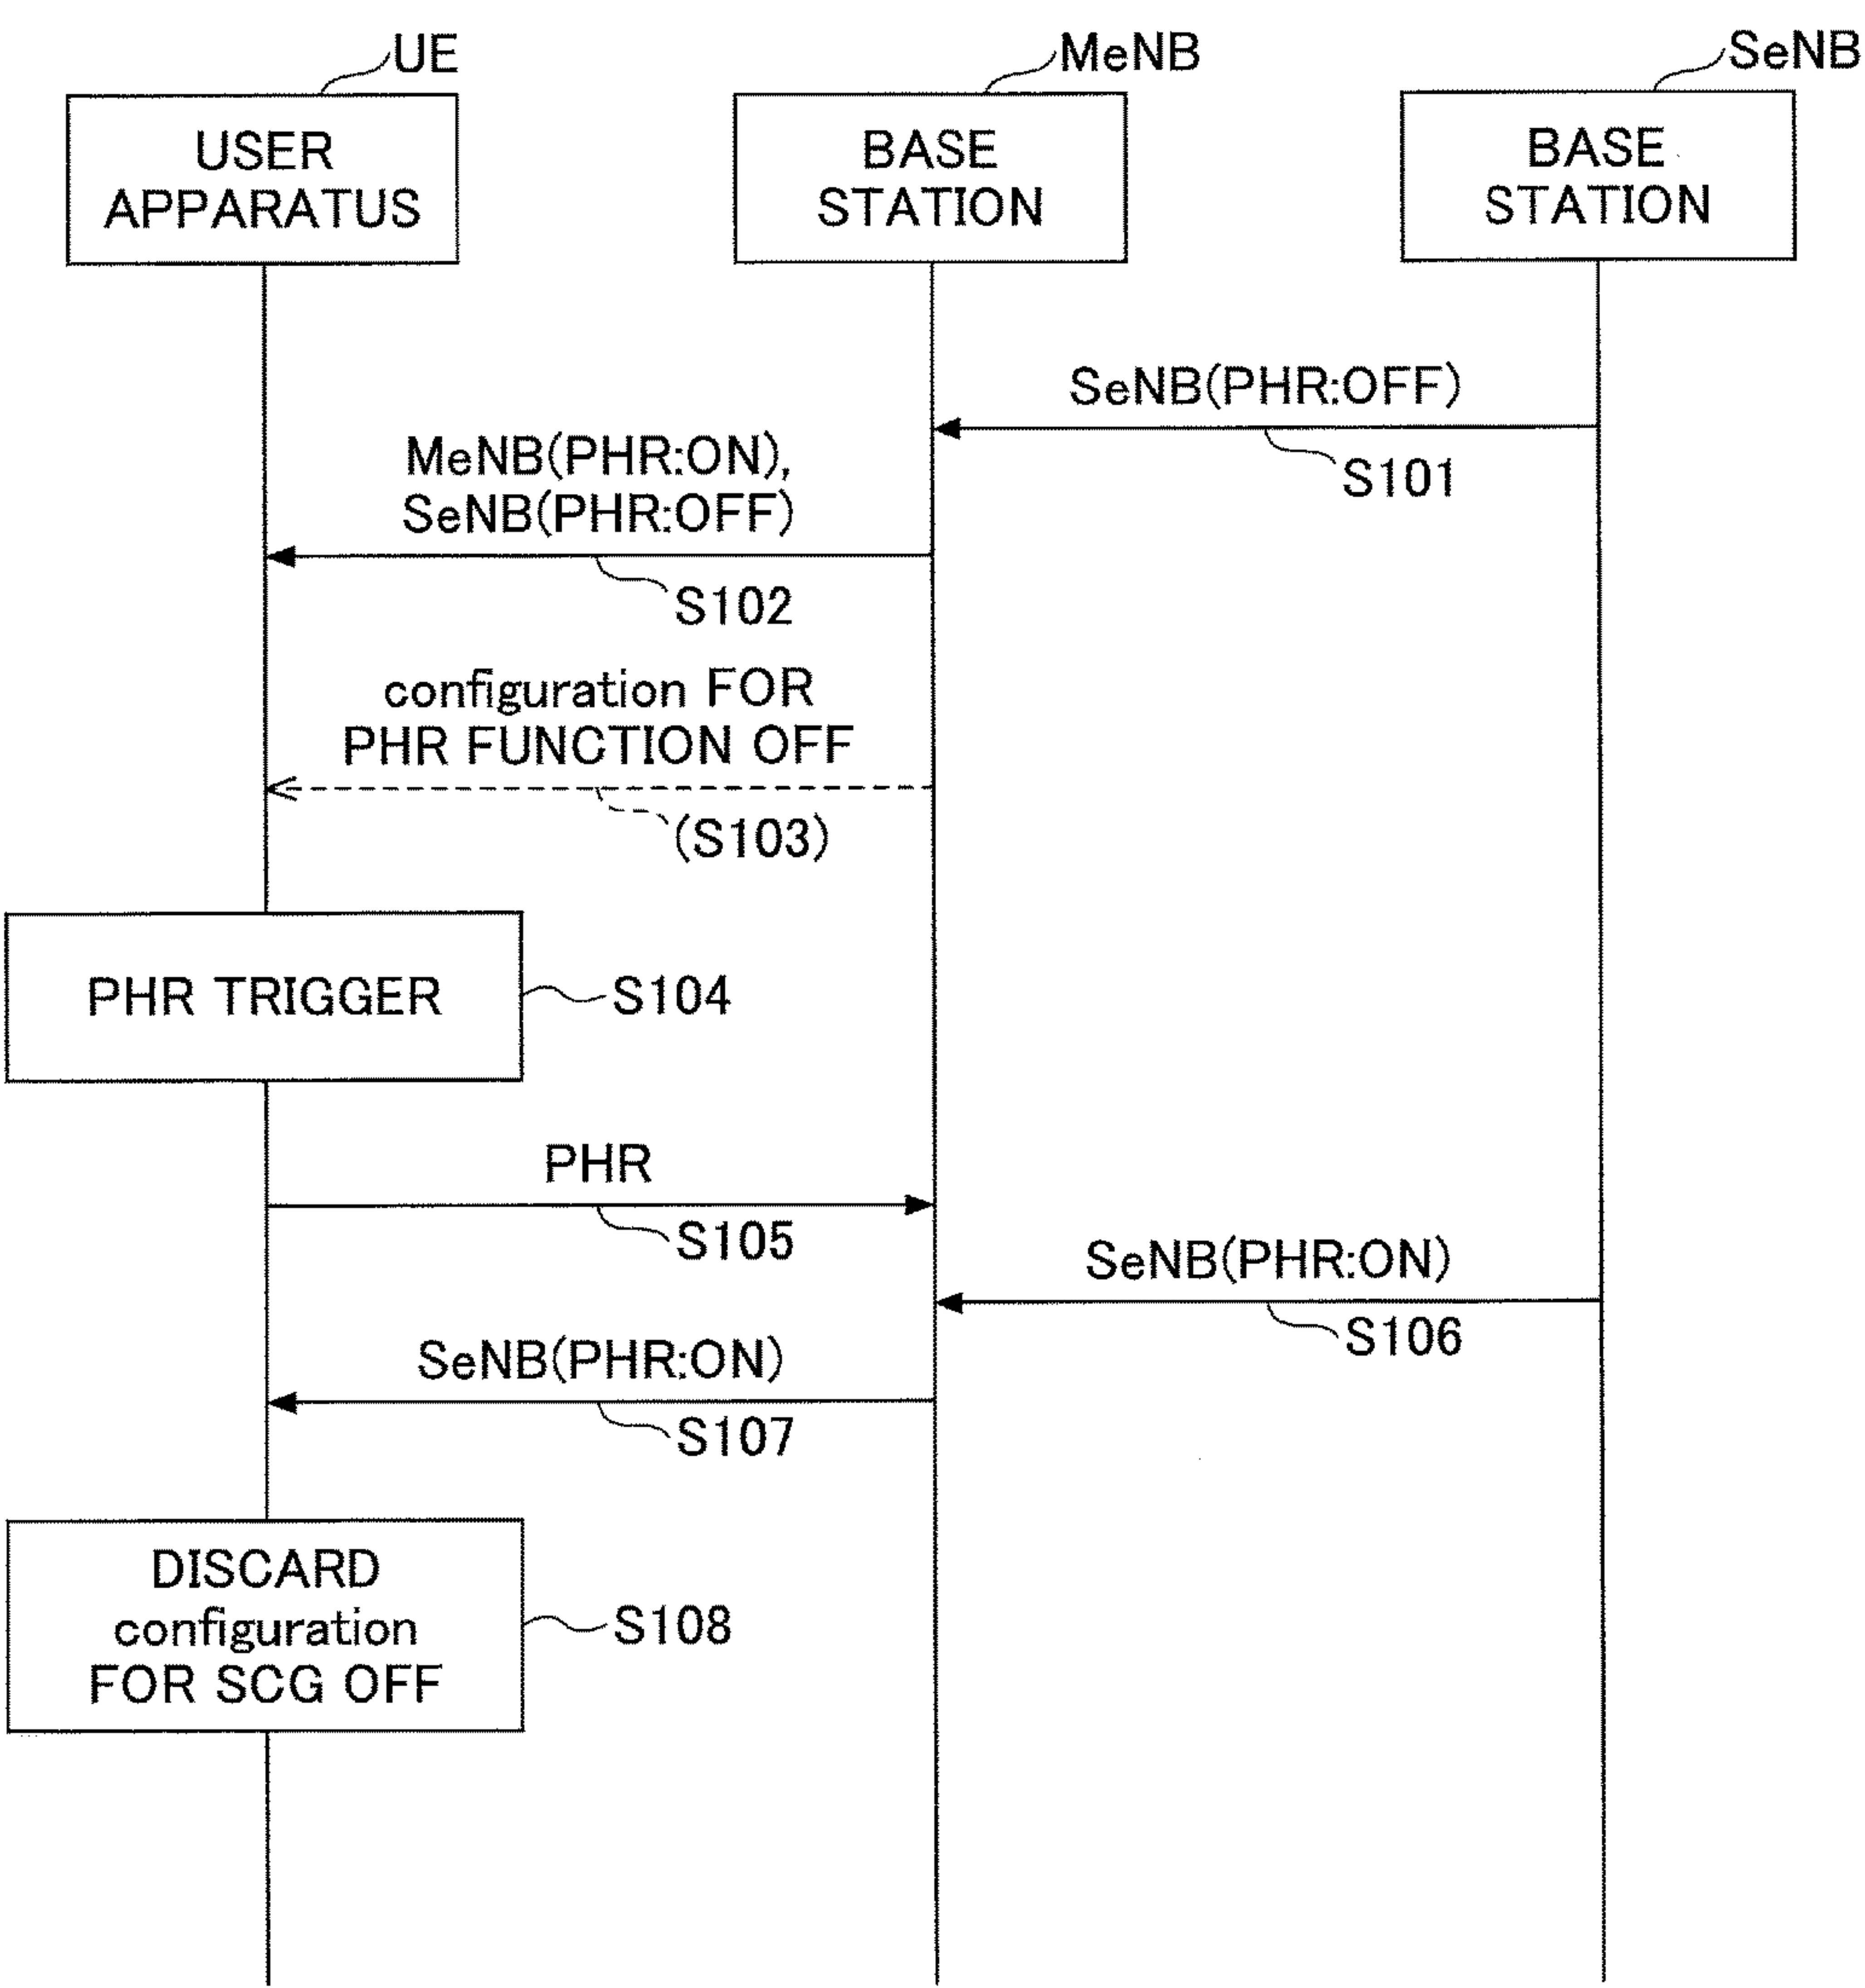 UE
MeNB
SeNB
USER
APPARATUS
BASE
STATION
BASE
STATION
SeNB(PHR:OFF)
S101
MeNB(PHR:ON),
SeNB(PHR:OFF)
S102
configuration FOR
PHR FUNCTION OFF
(S103)
PHR TRIGGER
S104
PHR
S105
SeNB(PHR:ON)
S106
SeNB(PHR:ON)
S107
DISCARD
configuration
FOR SCG OFF
S108